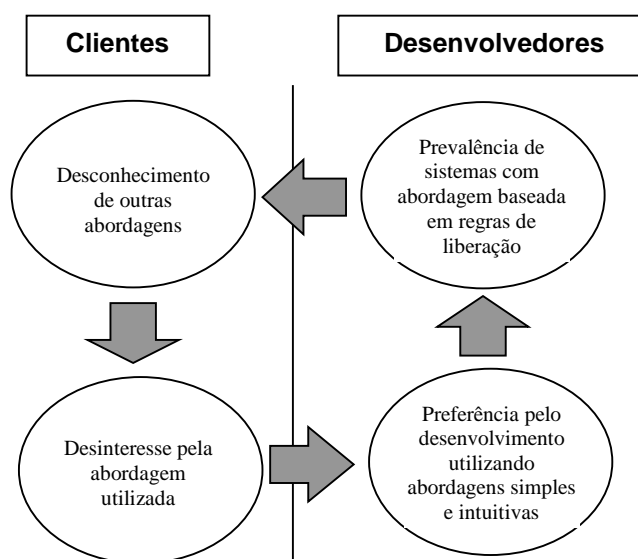 Clientes
Desenvolvedores
Desconhecimento
de outras
abordagens
Prevalência de
sistemas com
abordagem baseada
em regras de
liberação
Desinteresse pela
abordagem
utilizada
Preferência pelo
desenvolvimento
utilizando
abordagens simples
e intuitivas